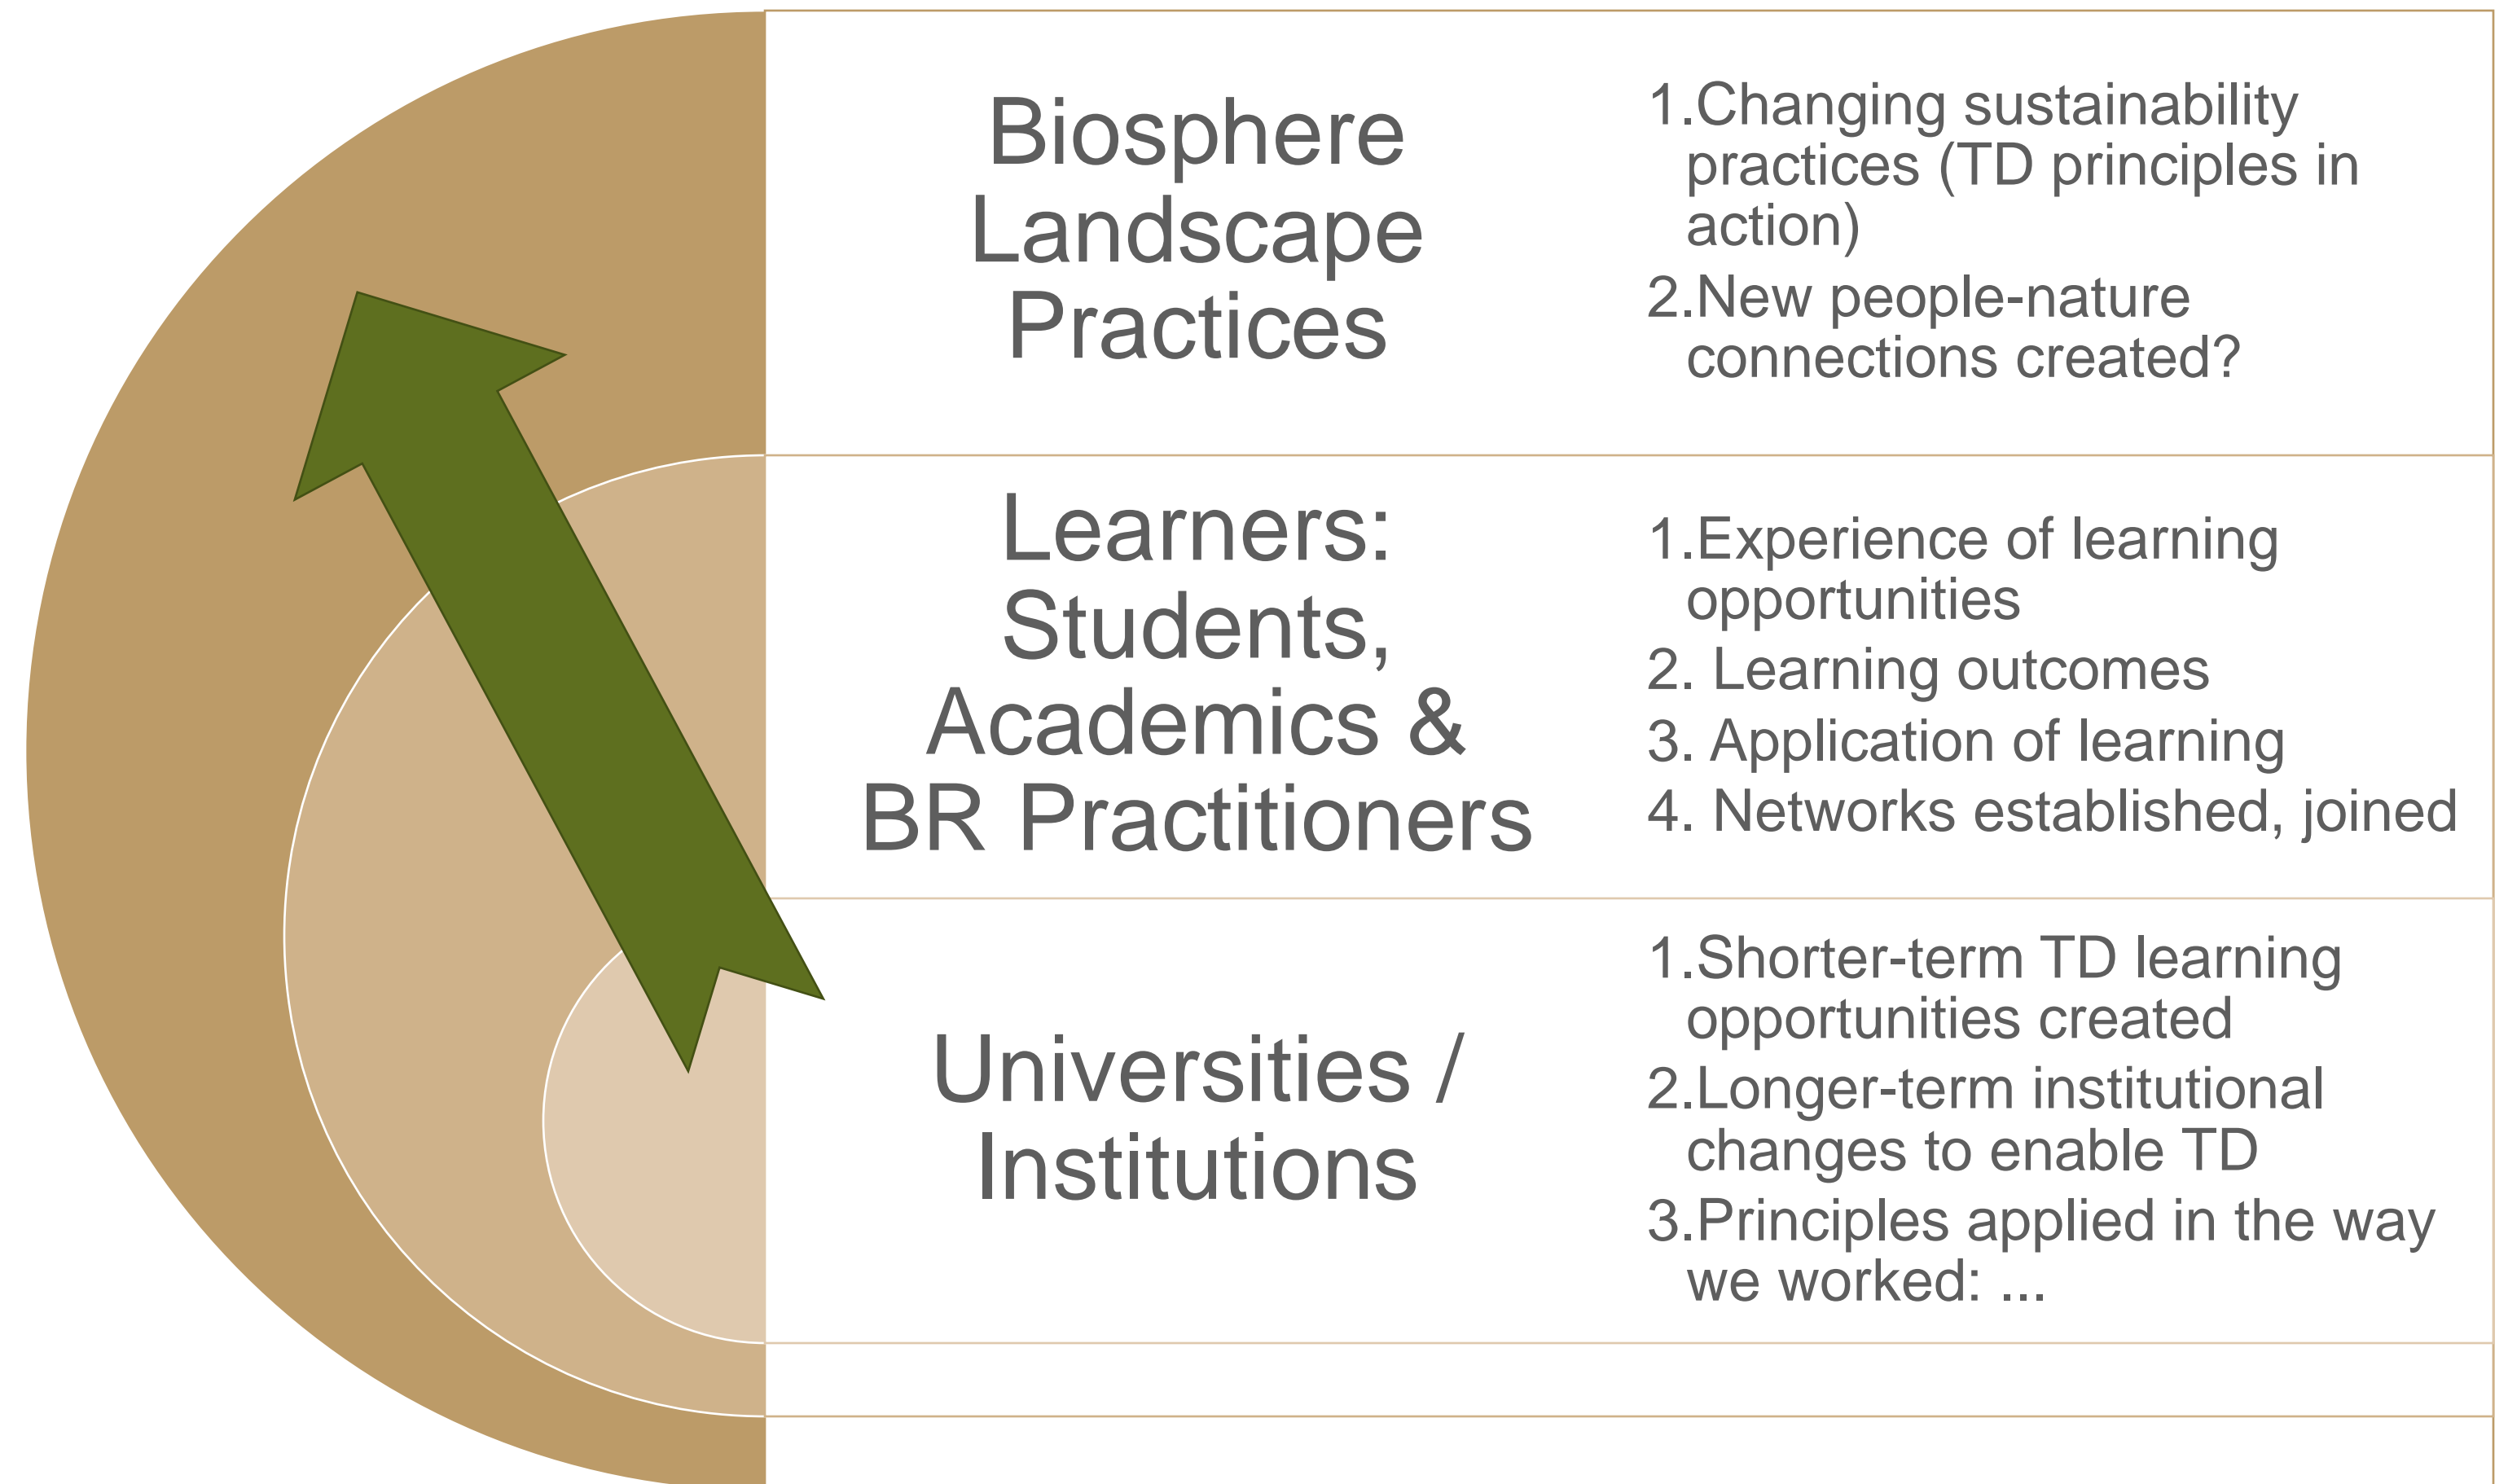 Biosphere
Landscape
Practices
1.Changing sustainability
practices (TD principles in
action)
2.New people-nature
connections created?
Learners:
Students,
Academics &
BR Practitioners
1.Experience of learning
opportunities
2. Learning outcomes
3. Application of learning
4. Networks established, joined
Universities /
Institutions
1.Shorter-term TD learning
opportunities created
2.Longer-term institutional
changes to enable TD
3.Principles applied in the way
we worked: ...